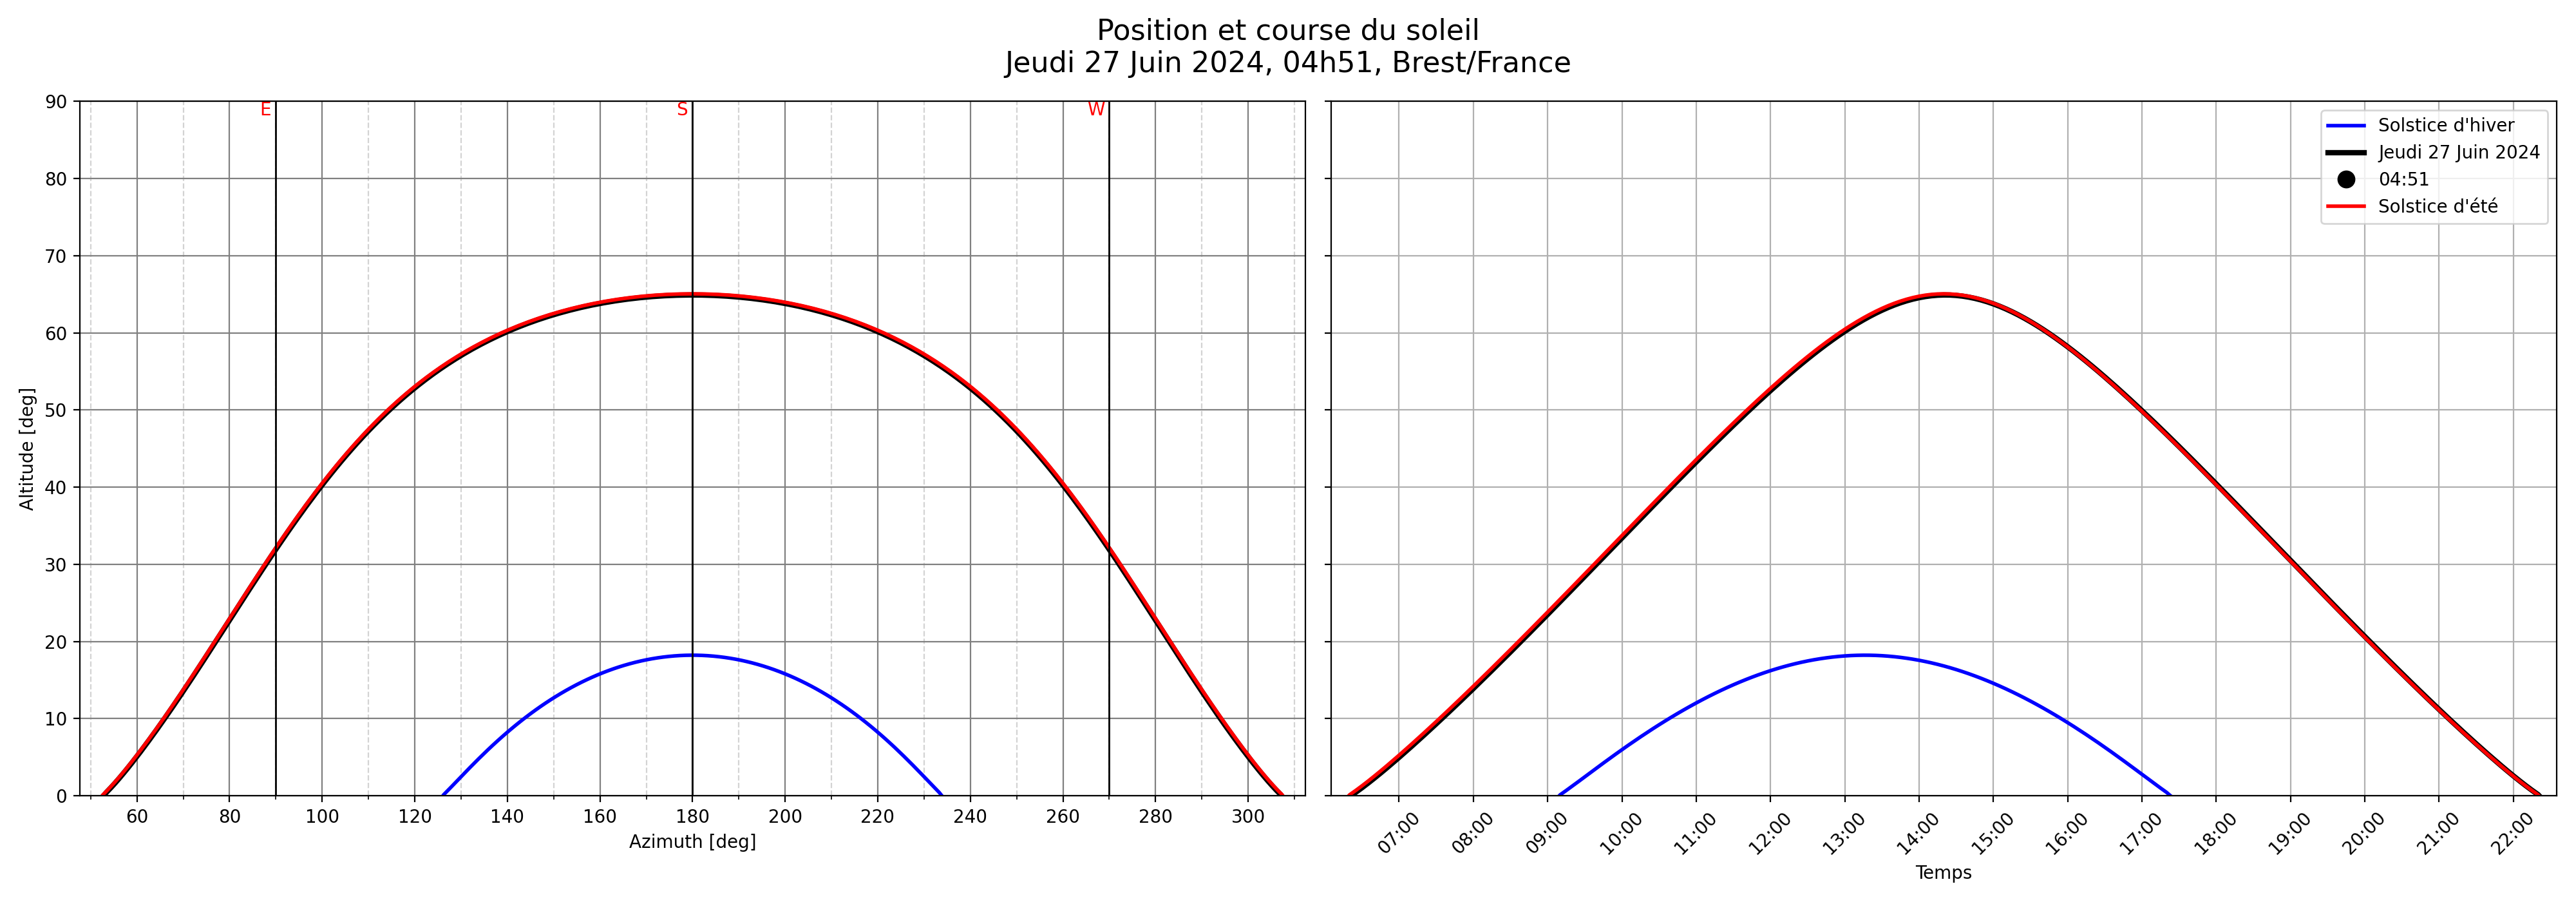 Position et course du soleil
Jeudi 27 Juin 2024, 04h51, Brest/France
E
S
W
90
80
70
60
50
40
30
20
10
0
Altitude [deg]
60 80 100 120 140 160 180 200 220 240 260 280 300
Azimuth [deg]
Solstice d'hiver
Jeudi 27 Juin 2024
04:51
Solstice d'été
07:00 08:00 09:00 10:00 11:00 12:00 13:00 14:00 15:00 16:00 17:00 18:00 19:00 20:00 21:00 22:00
Temps